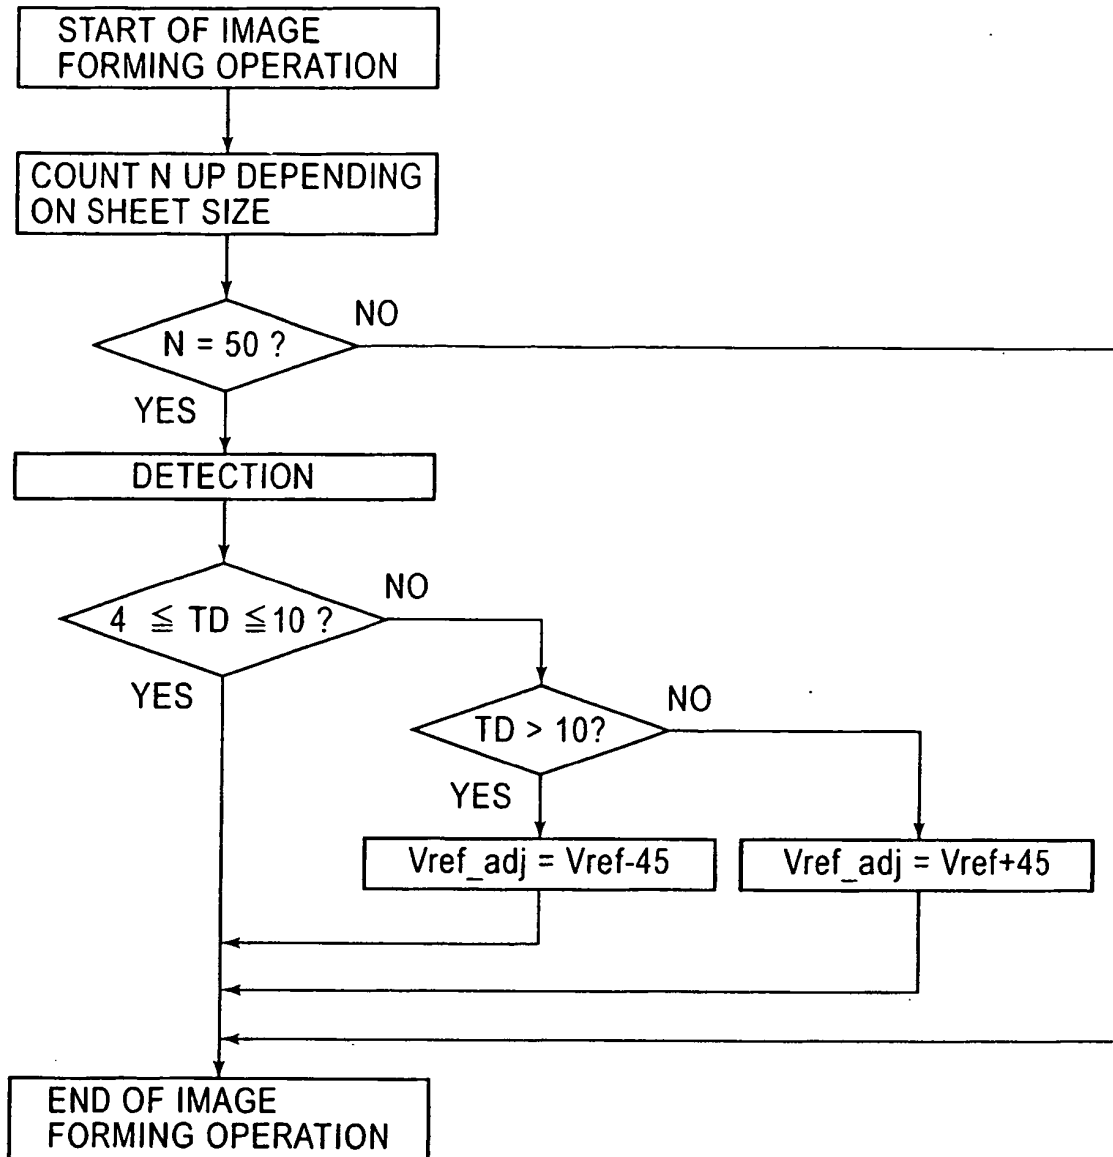 START OF IMAGE
FORMING OPERATION
COUNT N UP DEPENDING
ON SHEET SIZE
N = 50 ?
NO
YES
DETECTION
4 ≦ TD ≦10 ?
NO
YES
TD > 10?
NO
YES
Vref_adj = Vref-45
Vref_adj = Vref+45
END OF IMAGE
FORMING OPERATION